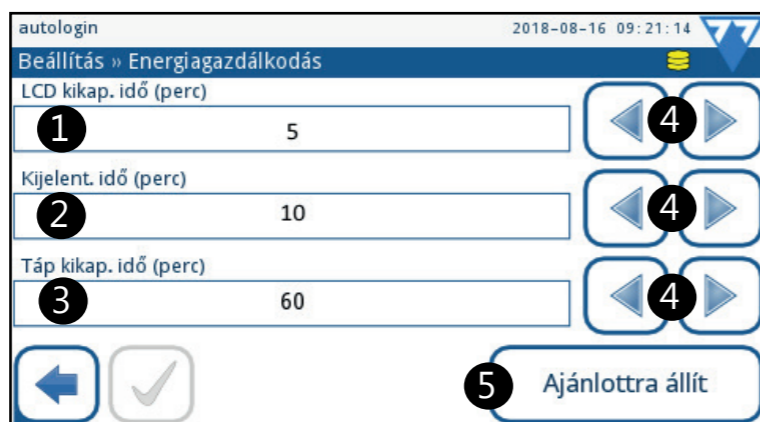 autologin 2018-08-16 09:21:14
Beállítás » Energiagazdálkodás
LCD kikap. idő (perc)
1 5 4
Kijelent. idő (perc)
2 10 4
Táp kikap. idő (perc)
3 60 4
5 Ajánlottra állít